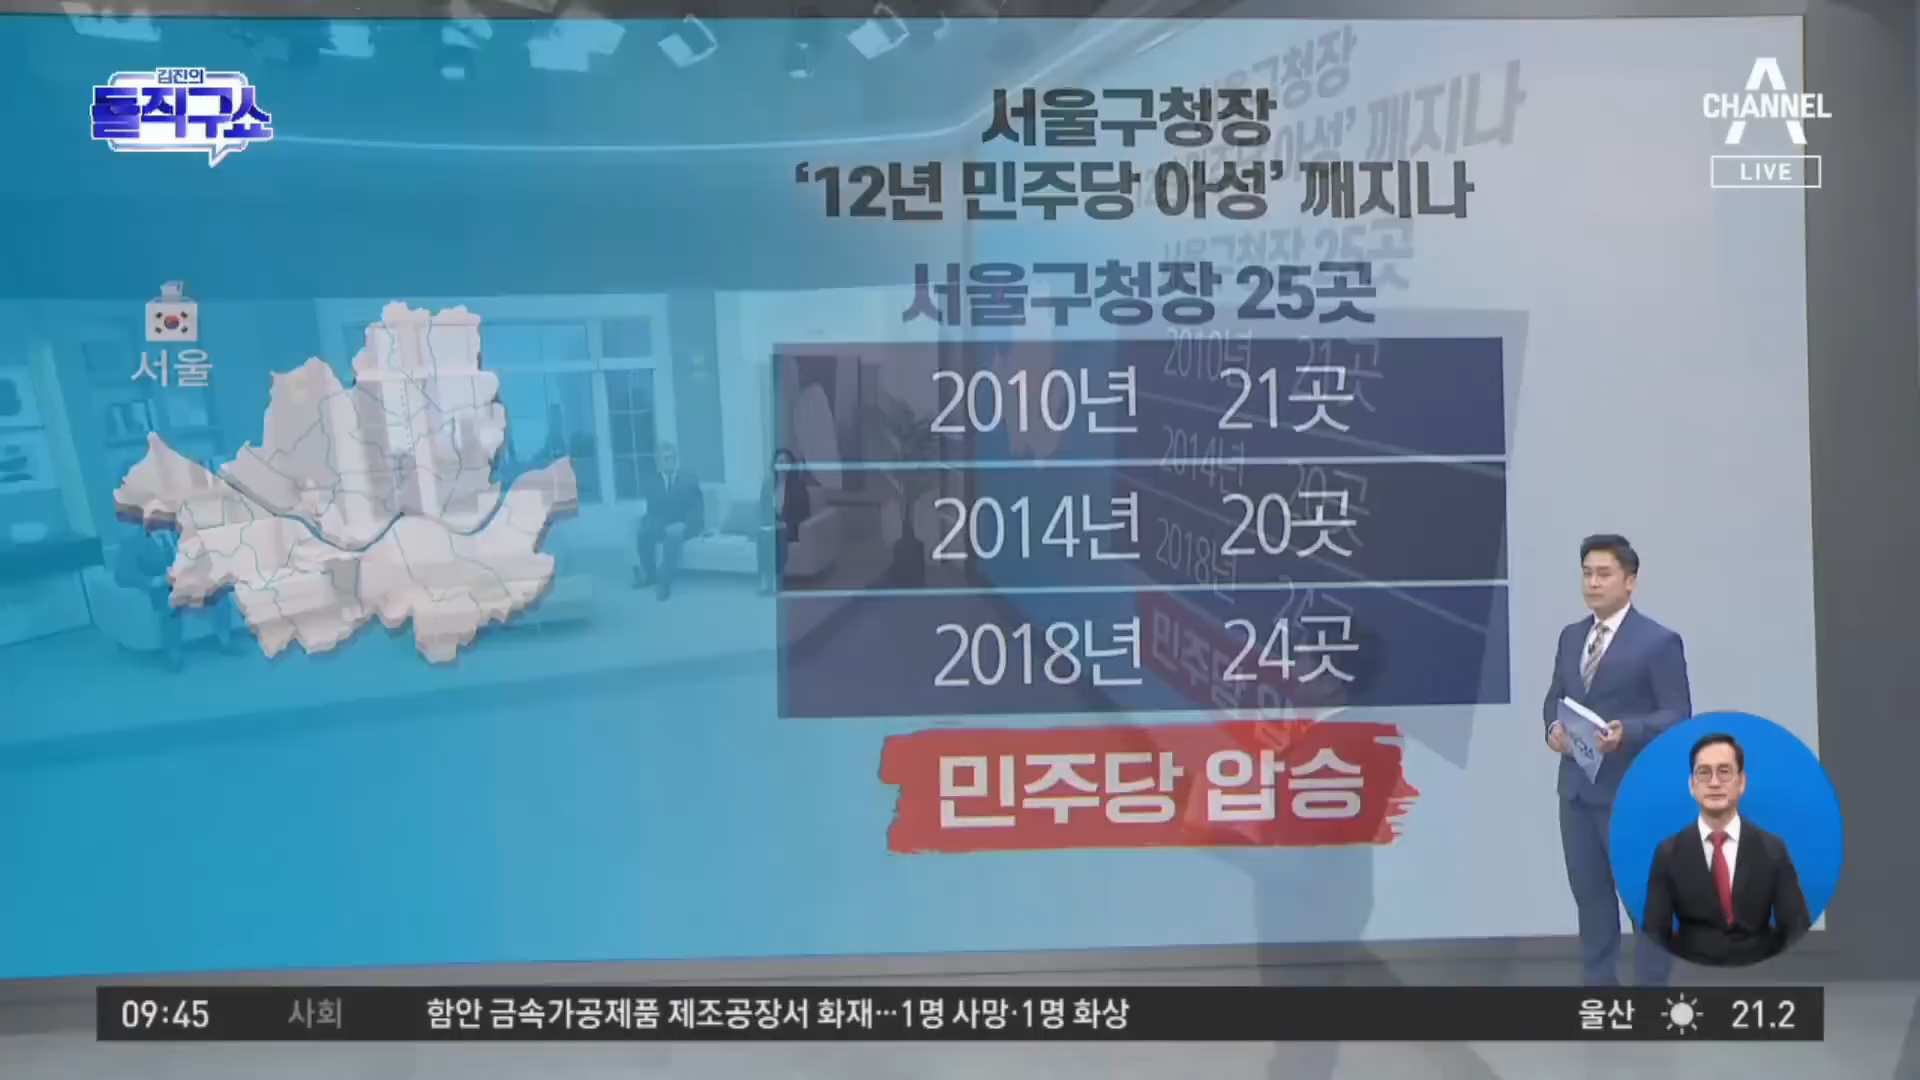 김진의
돌직구쇼
CHANNEL A
LIVE
서울구청장
‘12년 민주당 아성’ 깨지나
서울구청장 25곳
서울
2010년 21곳
2014년 20곳
2018년 24곳
민주당 압승
09:45 사회 함안 금속가공제품 제조공장서 화재…1명 사망·1명 화상 울산 21.2